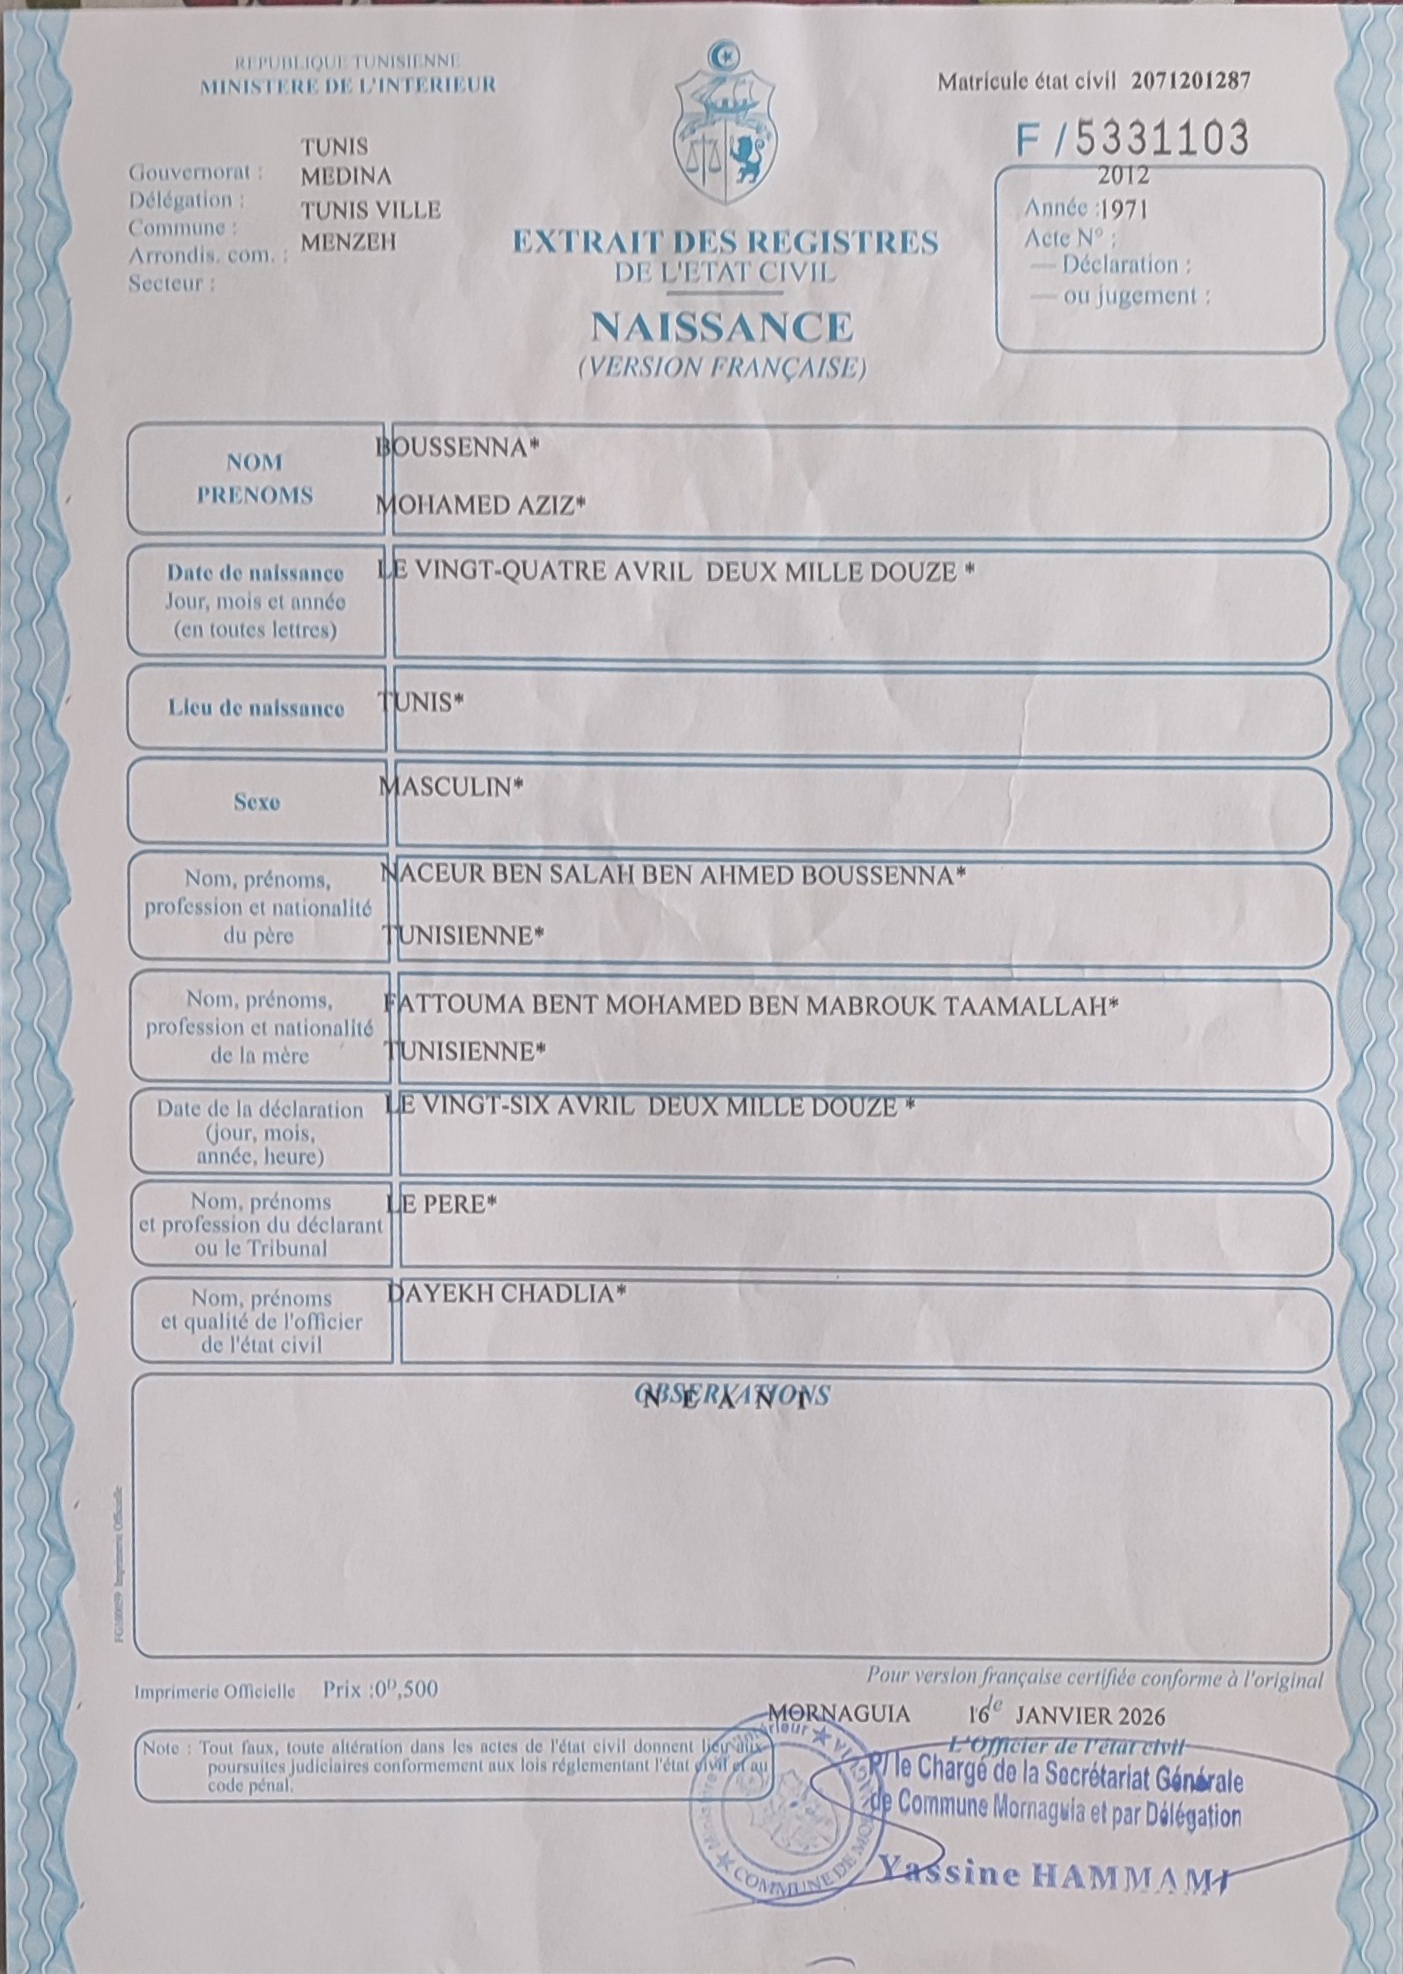 REPUBLIQUE TUNISIENNE
MINISTERE DE L'INTERIEUR
Matricule état civil 2071201287
F / 5331103
TUNIS
Gouvernorat : MEDINA
Délégation : TUNIS VILLE
Commune : MENZEH
Arrondis. com. :
Secteur :
2012
Année : 1971
Acte N° :
— Déclaration :
— ou jugement :
EXTRAIT DES REGISTRES
DE L'ETAT CIVIL
NAISSANCE
(VERSION FRANÇAISE)
NOM
PRENOMS
BOUSSENNA*
MOHAMED AZIZ*
Date de naissance
Jour, mois et année
(en toutes lettres)
LE VINGT-QUATRE AVRIL DEUX MILLE DOUZE *
Lieu de naissance
TUNIS*
Sexe
MASCULIN*
Nom, prénoms,
profession et nationalité
du père
NACEUR BEN SALAH BEN AHMED BOUSSENNA*
TUNISIENNE*
Nom, prénoms,
profession et nationalité
de la mère
FATTOUMA BENT MOHAMED BEN MABROUK TAAMALLAH*
TUNISIENNE*
Date de la déclaration
(jour, mois,
année, heure)
LE VINGT-SIX AVRIL DEUX MILLE DOUZE *
Nom, prénoms
et profession du déclarant
ou le Tribunal
LE PERE*
Nom, prénoms
et qualité de l'officier
de l'état civil
DAYEKH CHADLIA*
OBSERVATIONS
N E A N T
FG100059 Imprimerie Officielle
Imprimerie Officielle Prix :0ᴰ,500
Pour version française certifiée conforme à l'original
MORNAGUIA le 16 JANVIER 2026
L'Officier de l'état civil
Note : Tout faux, toute altération dans les actes de l'état civil donnent lieu aux
poursuites judiciaires conformement aux lois réglementant l'état civil et au
code pénal.
P/ le Chargé de la Secrétariat Générale
de Commune Mornaguia et par Délégation
Yassine HAMMAMI
COMMUNE DE